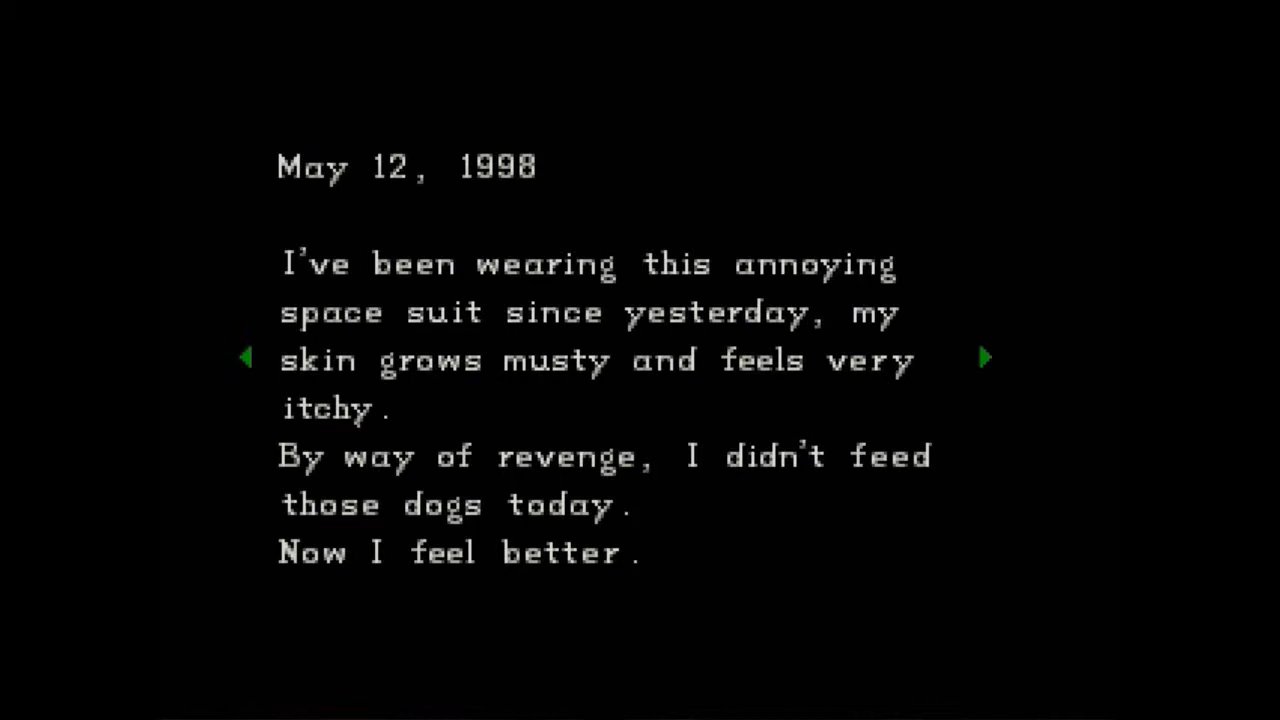 May 12, 1998
I've been wearing this annoying
space suit since yesterday, my
skin grows musty and feels very
itchy.
By way of revenge, I didn't feed
those dogs today.
Now I feel better.